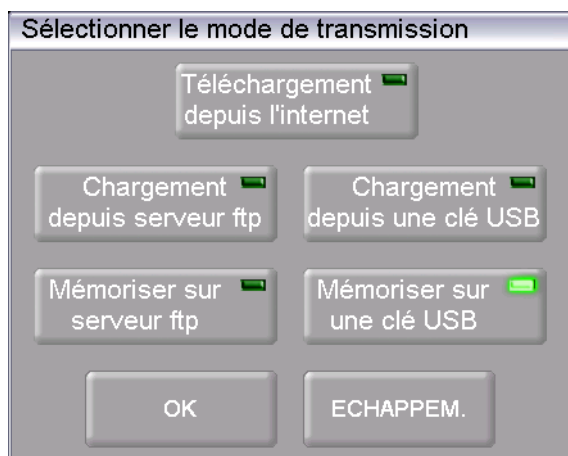 Sélectionner le mode de transmission
Téléchargement
depuis l'internet
Chargement
depuis serveur ftp
Chargement
depuis une clé USB
Mémoriser sur
serveur ftp
Mémoriser sur
une clé USB
OK
ECHAPPEM.